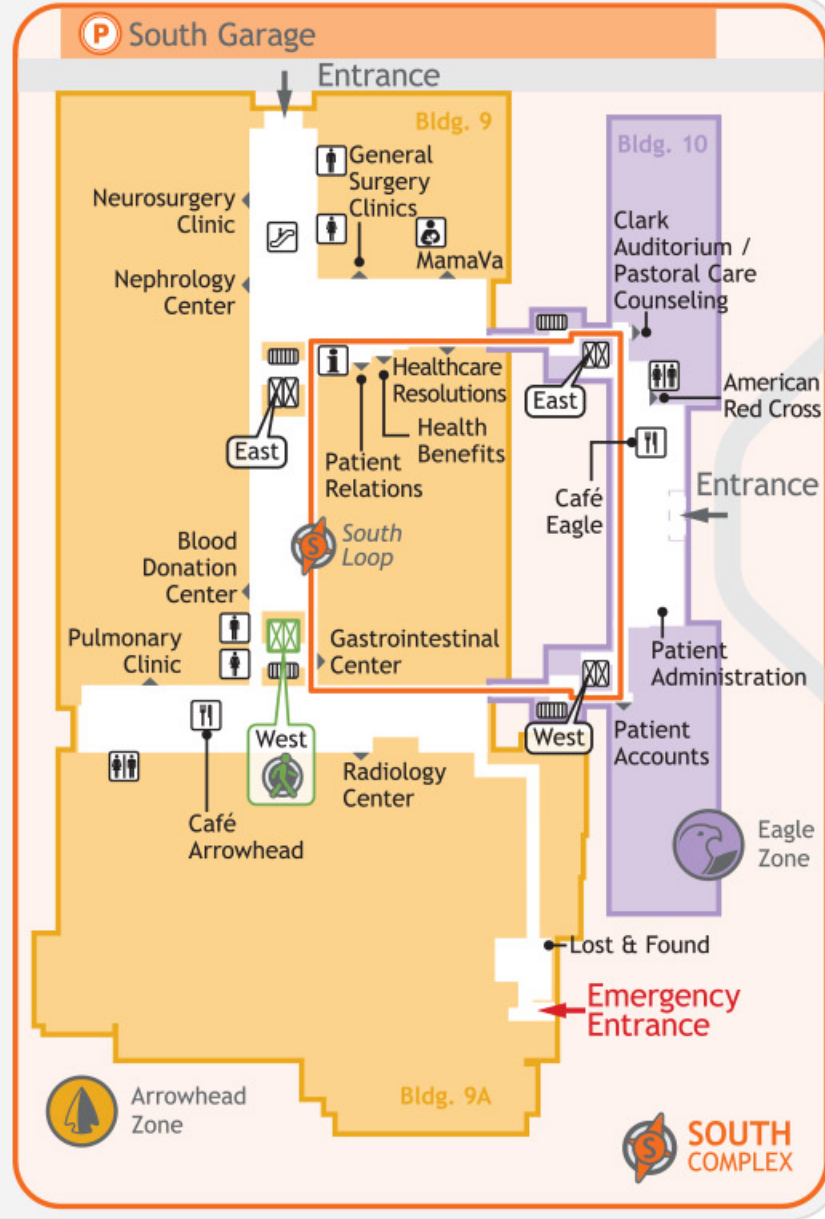 P South Garage
Entrance
Bldg. 9
Bldg. 10
General
Surgery
Clinics
Neurosurgery
Clinic
MamaVa
Nephrology
Center
Clark
Auditorium /
Pastoral Care
Counseling
i
Healthcare
Resolutions
Health
Benefits
Patient
Relations
East
East
American
Red Cross
Café
Eagle
Entrance
S
South
Loop
Blood
Donation
Center
Pulmonary
Clinic
Gastrointestinal
Center
Patient
Administration
West
West
Patient
Accounts
Radiology
Center
Café
Arrowhead
Eagle
Zone
Lost & Found
Emergency
Entrance
Bldg. 9A
Arrowhead
Zone
S
SOUTH
COMPLEX